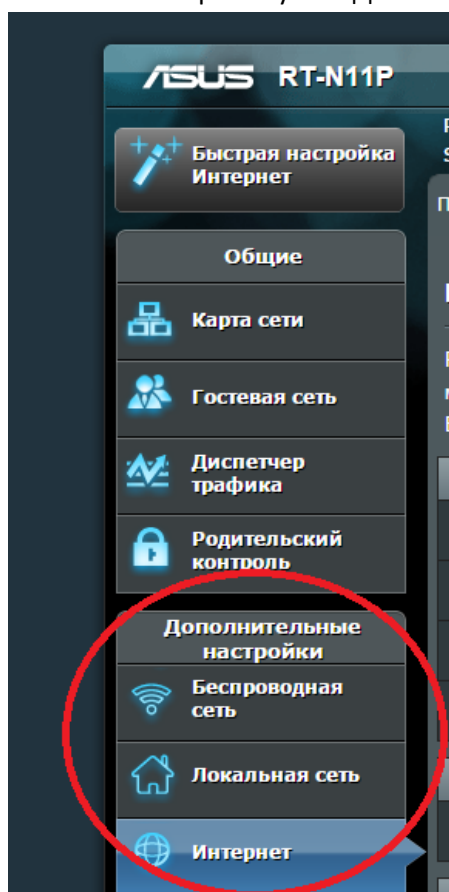 ASUS RT-N11P
Быстрая настройка
Интернет
Общие
Карта сети
Гостевая сеть
Диспетчер
трафика
Родительский
контроль
Дополнительные
настройки
Беспроводная
сеть
Локальная сеть
Интернет